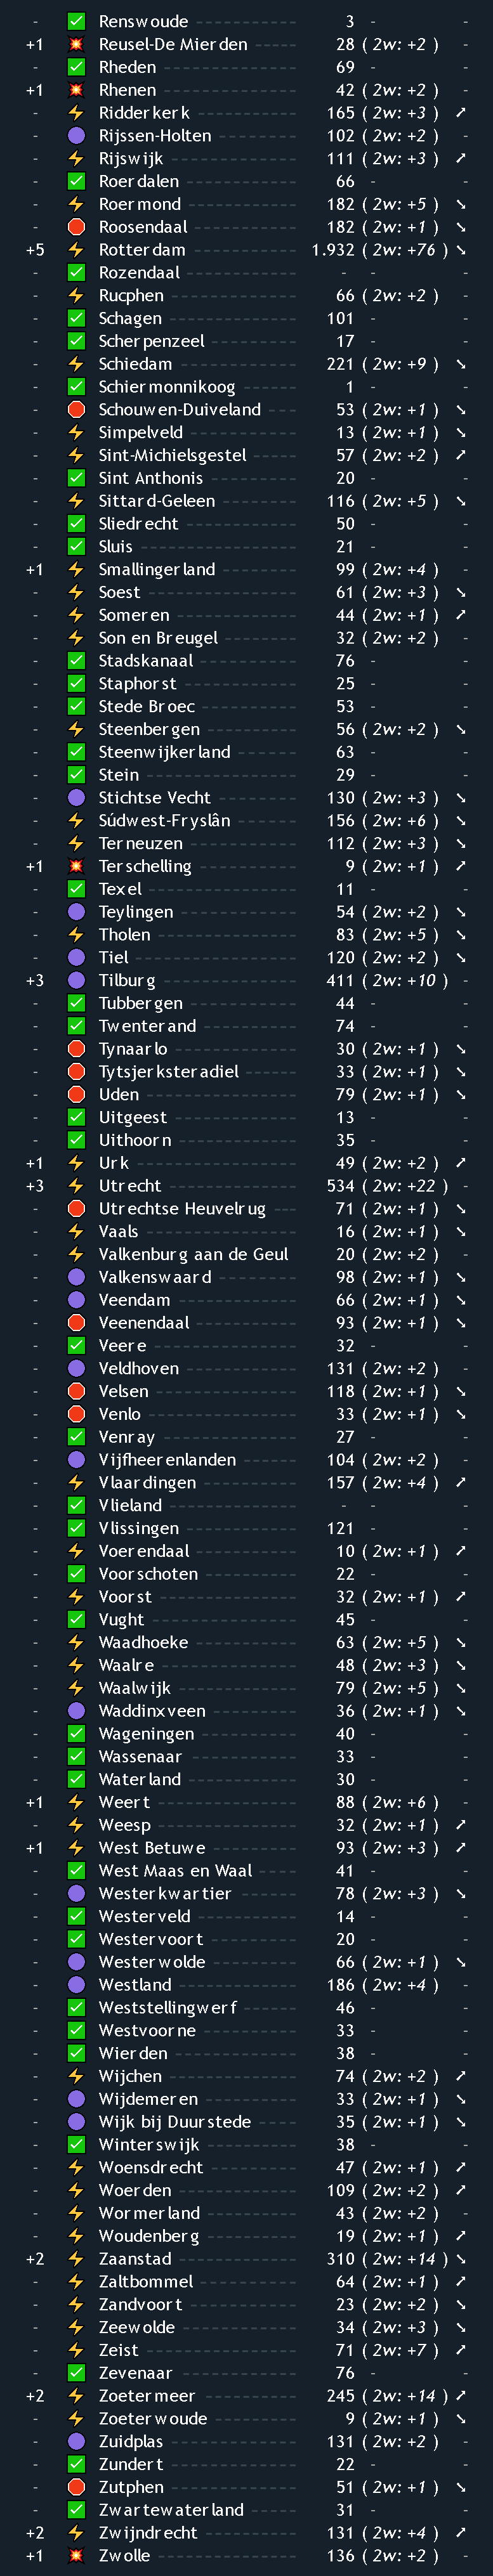 - ✅ Renswoude 3 - -
+1 💥 Reusel-De Mierden 28 ( 2w: +2 ) -
- ✅ Rheden 69 - -
+1 💥 Rhenen 42 ( 2w: +2 ) -
- ⚡ Ridderkerk 165 ( 2w: +3 ) ➚
- 🟣 Rijssen-Holten 102 ( 2w: +2 ) -
- ⚡ Rijswijk 111 ( 2w: +3 ) ➚
- ✅ Roerdalen 66 - -
- ⚡ Roermond 182 ( 2w: +5 ) ➘
- 🛑 Roosendaal 182 ( 2w: +1 ) ➘
+5 ⚡ Rotterdam 1.932 ( 2w: +76 ) ➘
- ✅ Rozendaal - - -
- ⚡ Rucphen 66 ( 2w: +2 ) -
- ✅ Schagen 101 - -
- ✅ Scherpenzeel 17 - -
- ⚡ Schiedam 221 ( 2w: +9 ) ➘
- ✅ Schiermonnikoog 1 - -
- 🛑 Schouwen-Duiveland 53 ( 2w: +1 ) ➘
- ⚡ Simpelveld 13 ( 2w: +1 ) ➘
- ⚡ Sint-Michielsgestel 57 ( 2w: +2 ) ➚
- ✅ Sint Anthonis 20 - -
- ⚡ Sittard-Geleen 116 ( 2w: +5 ) ➘
- ✅ Sliedrecht 50 - -
- ✅ Sluis 21 - -
+1 ⚡ Smallingerland 99 ( 2w: +4 ) -
- ⚡ Soest 61 ( 2w: +3 ) ➘
- ⚡ Someren 44 ( 2w: +1 ) ➚
- ⚡ Son en Breugel 32 ( 2w: +2 ) -
- ✅ Stadskanaal 76 - -
- ✅ Staphorst 25 - -
- ✅ Stede Broec 53 - -
- ⚡ Steenbergen 56 ( 2w: +2 ) ➘
- ✅ Steenwijkerland 63 - -
- ✅ Stein 29 - -
- 🟣 Stichtse Vecht 130 ( 2w: +3 ) ➘
- ⚡ Súdwest-Fryslân 156 ( 2w: +6 ) ➘
- ⚡ Terneuzen 112 ( 2w: +3 ) ➘
+1 💥 Terschelling 9 ( 2w: +1 ) ➚
- ✅ Texel 11 - -
- 🟣 Teylingen 54 ( 2w: +2 ) ➘
- ⚡ Tholen 83 ( 2w: +5 ) ➘
- 🟣 Tiel 120 ( 2w: +2 ) ➘
+3 🟣 Tilburg 411 ( 2w: +10 ) -
- ✅ Tubbergen 44 - -
- ✅ Twenterand 74 - -
- 🛑 Tynaarlo 30 ( 2w: +1 ) ➘
- 🛑 Tytsjerksteradiel 33 ( 2w: +1 ) ➘
- 🛑 Uden 79 ( 2w: +1 ) ➘
- ✅ Uitgeest 13 - -
- ✅ Uithoorn 35 - -
+1 ⚡ Urk 49 ( 2w: +2 ) ➚
+3 ⚡ Utrecht 534 ( 2w: +22 ) -
- 🛑 Utrechtse Heuvelrug 71 ( 2w: +1 ) ➘
- ⚡ Vaals 16 ( 2w: +1 ) ➘
- ⚡ Valkenburg aan de Geul 20 ( 2w: +2 ) -
- 🟣 Valkenswaard 98 ( 2w: +1 ) ➘
- 🟣 Veendam 66 ( 2w: +1 ) ➘
- 🛑 Veenendaal 93 ( 2w: +1 ) ➘
- ✅ Veere 32 - -
- 🟣 Veldhoven 131 ( 2w: +2 ) -
- 🛑 Velsen 118 ( 2w: +1 ) ➘
- 🛑 Venlo 33 ( 2w: +1 ) ➘
- ✅ Venray 27 - -
- 🟣 Vijfheerenlanden 104 ( 2w: +2 ) -
- ⚡ Vlaardingen 157 ( 2w: +4 ) ➚
- ✅ Vlieland - - -
- ✅ Vlissingen 121 - -
- ⚡ Voerendaal 10 ( 2w: +1 ) ➚
- ✅ Voorschoten 22 - -
- ⚡ Voorst 32 ( 2w: +1 ) ➚
- ✅ Vught 45 - -
- ⚡ Waadhoeke 63 ( 2w: +5 ) ➘
- ⚡ Waalre 48 ( 2w: +3 ) ➘
- ⚡ Waalwijk 79 ( 2w: +5 ) ➘
- 🟣 Waddinxveen 36 ( 2w: +1 ) ➘
- ✅ Wageningen 40 - -
- ✅ Wassenaar 33 - -
- ✅ Waterland 30 - -
+1 ⚡ Weert 88 ( 2w: +6 ) -
- ⚡ Weesp 32 ( 2w: +1 ) ➚
+1 ⚡ West Betuwe 93 ( 2w: +3 ) ➚
- ✅ West Maas en Waal 41 - -
- 🟣 Westerkwartier 78 ( 2w: +3 ) ➘
- ✅ Westerveld 14 - -
- ✅ Westervoort 20 - -
- 🟣 Westerwolde 66 ( 2w: +1 ) ➘
- 🟣 Westland 186 ( 2w: +4 ) -
- ✅ Weststellingwerf 46 - -
- ✅ Westvoorne 33 - -
- ✅ Wierden 38 - -
- ⚡ Wijchen 74 ( 2w: +2 ) ➚
- 🟣 Wijdemeren 33 ( 2w: +1 ) ➘
- 🟣 Wijk bij Duurstede 35 ( 2w: +1 ) ➘
- ✅ Winterswijk 38 - -
- ⚡ Woensdrecht 47 ( 2w: +1 ) ➚
- ⚡ Woerden 109 ( 2w: +2 ) ➚
- ⚡ Wormerland 43 ( 2w: +2 ) -
- ⚡ Woudenberg 19 ( 2w: +1 ) ➚
+2 ⚡ Zaanstad 310 ( 2w: +14 ) ➘
- ⚡ Zaltbommel 64 ( 2w: +1 ) ➚
- ⚡ Zandvoort 23 ( 2w: +2 ) ➘
- ⚡ Zeewolde 34 ( 2w: +3 ) ➘
- ⚡ Zeist 71 ( 2w: +7 ) ➚
- ✅ Zevenaar 76 - -
+2 ⚡ Zoetermeer 245 ( 2w: +14 ) ➚
- ⚡ Zoeterwoude 9 ( 2w: +1 ) ➘
- 🟣 Zuidplas 131 ( 2w: +2 ) -
- ✅ Zundert 22 - -
- 🛑 Zutphen 51 ( 2w: +1 ) ➘
- ✅ Zwartewaterland 31 - -
+2 ⚡ Zwijndrecht 131 ( 2w: +4 ) ➚
+1 💥 Zwolle 136 ( 2w: +2 ) -